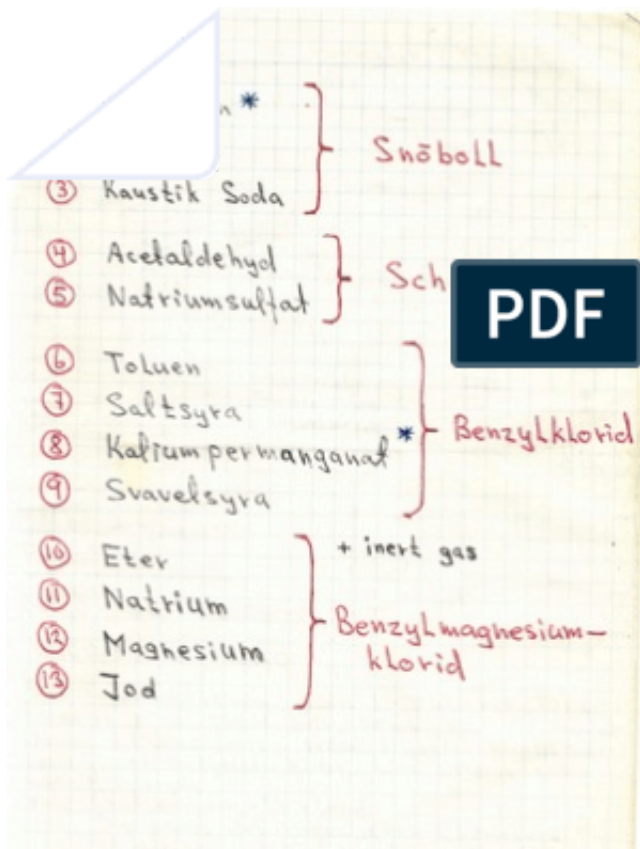 *
Snöboll
③ Kaustik Soda
④ Acetaldehyd
Sch
⑤ Natriumsulfat
PDF
⑥ Toluen
⑦ Saltsyra
⑧ Kaliumpermanganat *
Benzylklorid
⑨ Svavelsyra
⑩ Eter
+ inert gas
⑪ Natrium
Benzylmagnesium-
⑫ Magnesium
klorid
⑬ Jod